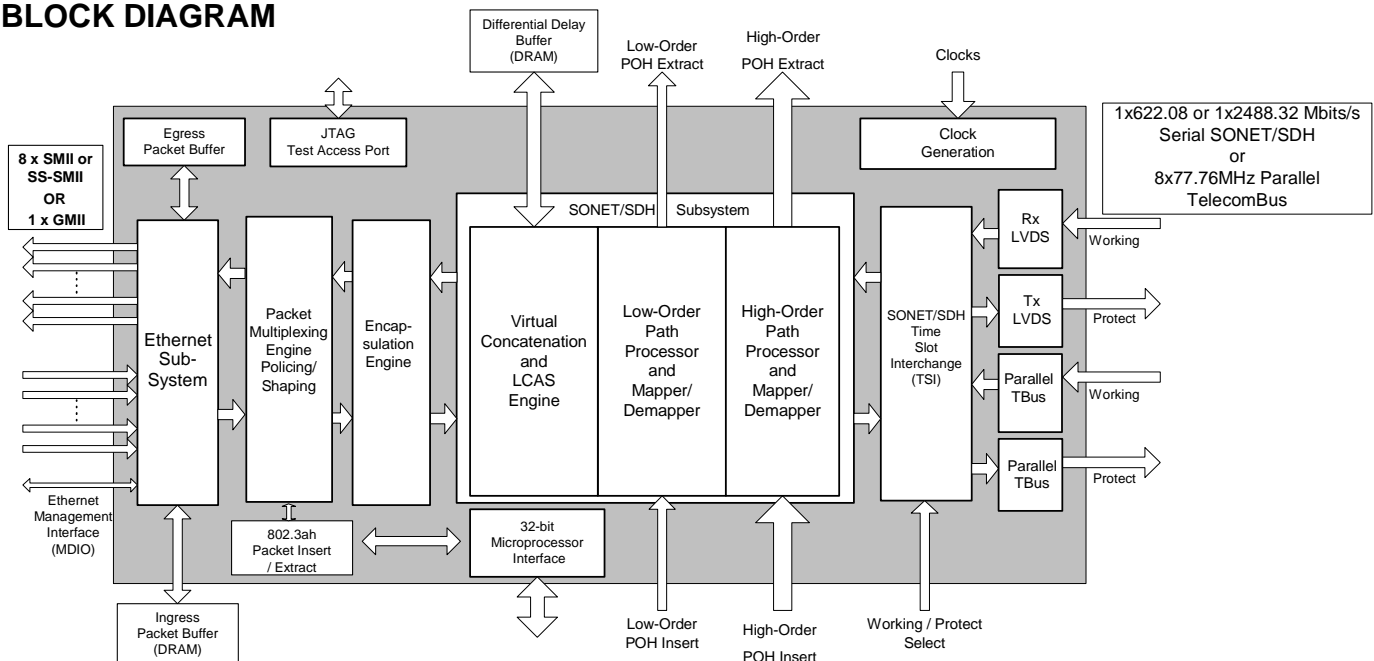 BLOCK DIAGRAM
Differential Delay
Buffer
(DRAM)
Low-Order
POH Extract
High-Order
POH Extract
Clocks
Egress
Packet Buffer
JTAG
Test Access Port
Clock
Generation
1x622.08 or 1x2488.32 Mbits/s
Serial SONET/SDH
or
8x77.76MHz Parallel
TelecomBus
8 x SMII or
SS-SMII
OR
1 x GMII
SONET/SDH Subsystem
Ethernet
Sub-
System
Packet
Multiplexing
Engine
Policing/
Shaping
Encap-
sulation
Engine
Virtual
Concatenation
and
LCAS
Engine
Low-Order
Path
Processor
and
Mapper/
Demapper
High-Order
Path
Processor
and
Mapper/
Demapper
SONET/SDH
Time
Slot
Interchange
(TSI)
Rx
LVDS
Working
Tx
LVDS
Protect
Parallel
TBus
Working
Parallel
TBus
Protect
Ethernet
Management
Interface
(MDIO)
802.3ah
Packet Insert
/ Extract
32-bit
Microprocessor
Interface
Ingress
Packet Buffer
(DRAM)
Low-Order
POH Insert
High-Order
POH Insert
Working / Protect
Select